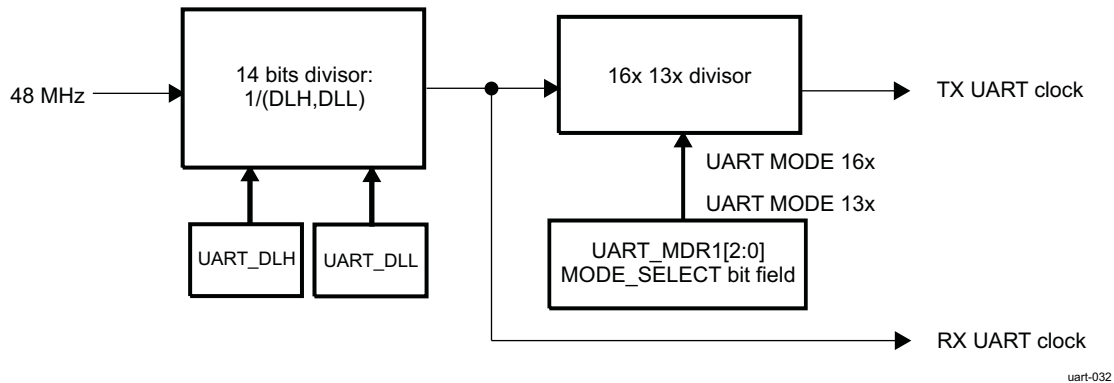 14 bits divisor:
1/(DLH,DLL)
16x 13x divisor
48 MHz
TX UART clock
UART MODE 16x
UART MODE 13x
UART_DLH
UART_DLL
UART_MDR1[2:0]
MODE_SELECT bit field
RX UART clock
uart-032